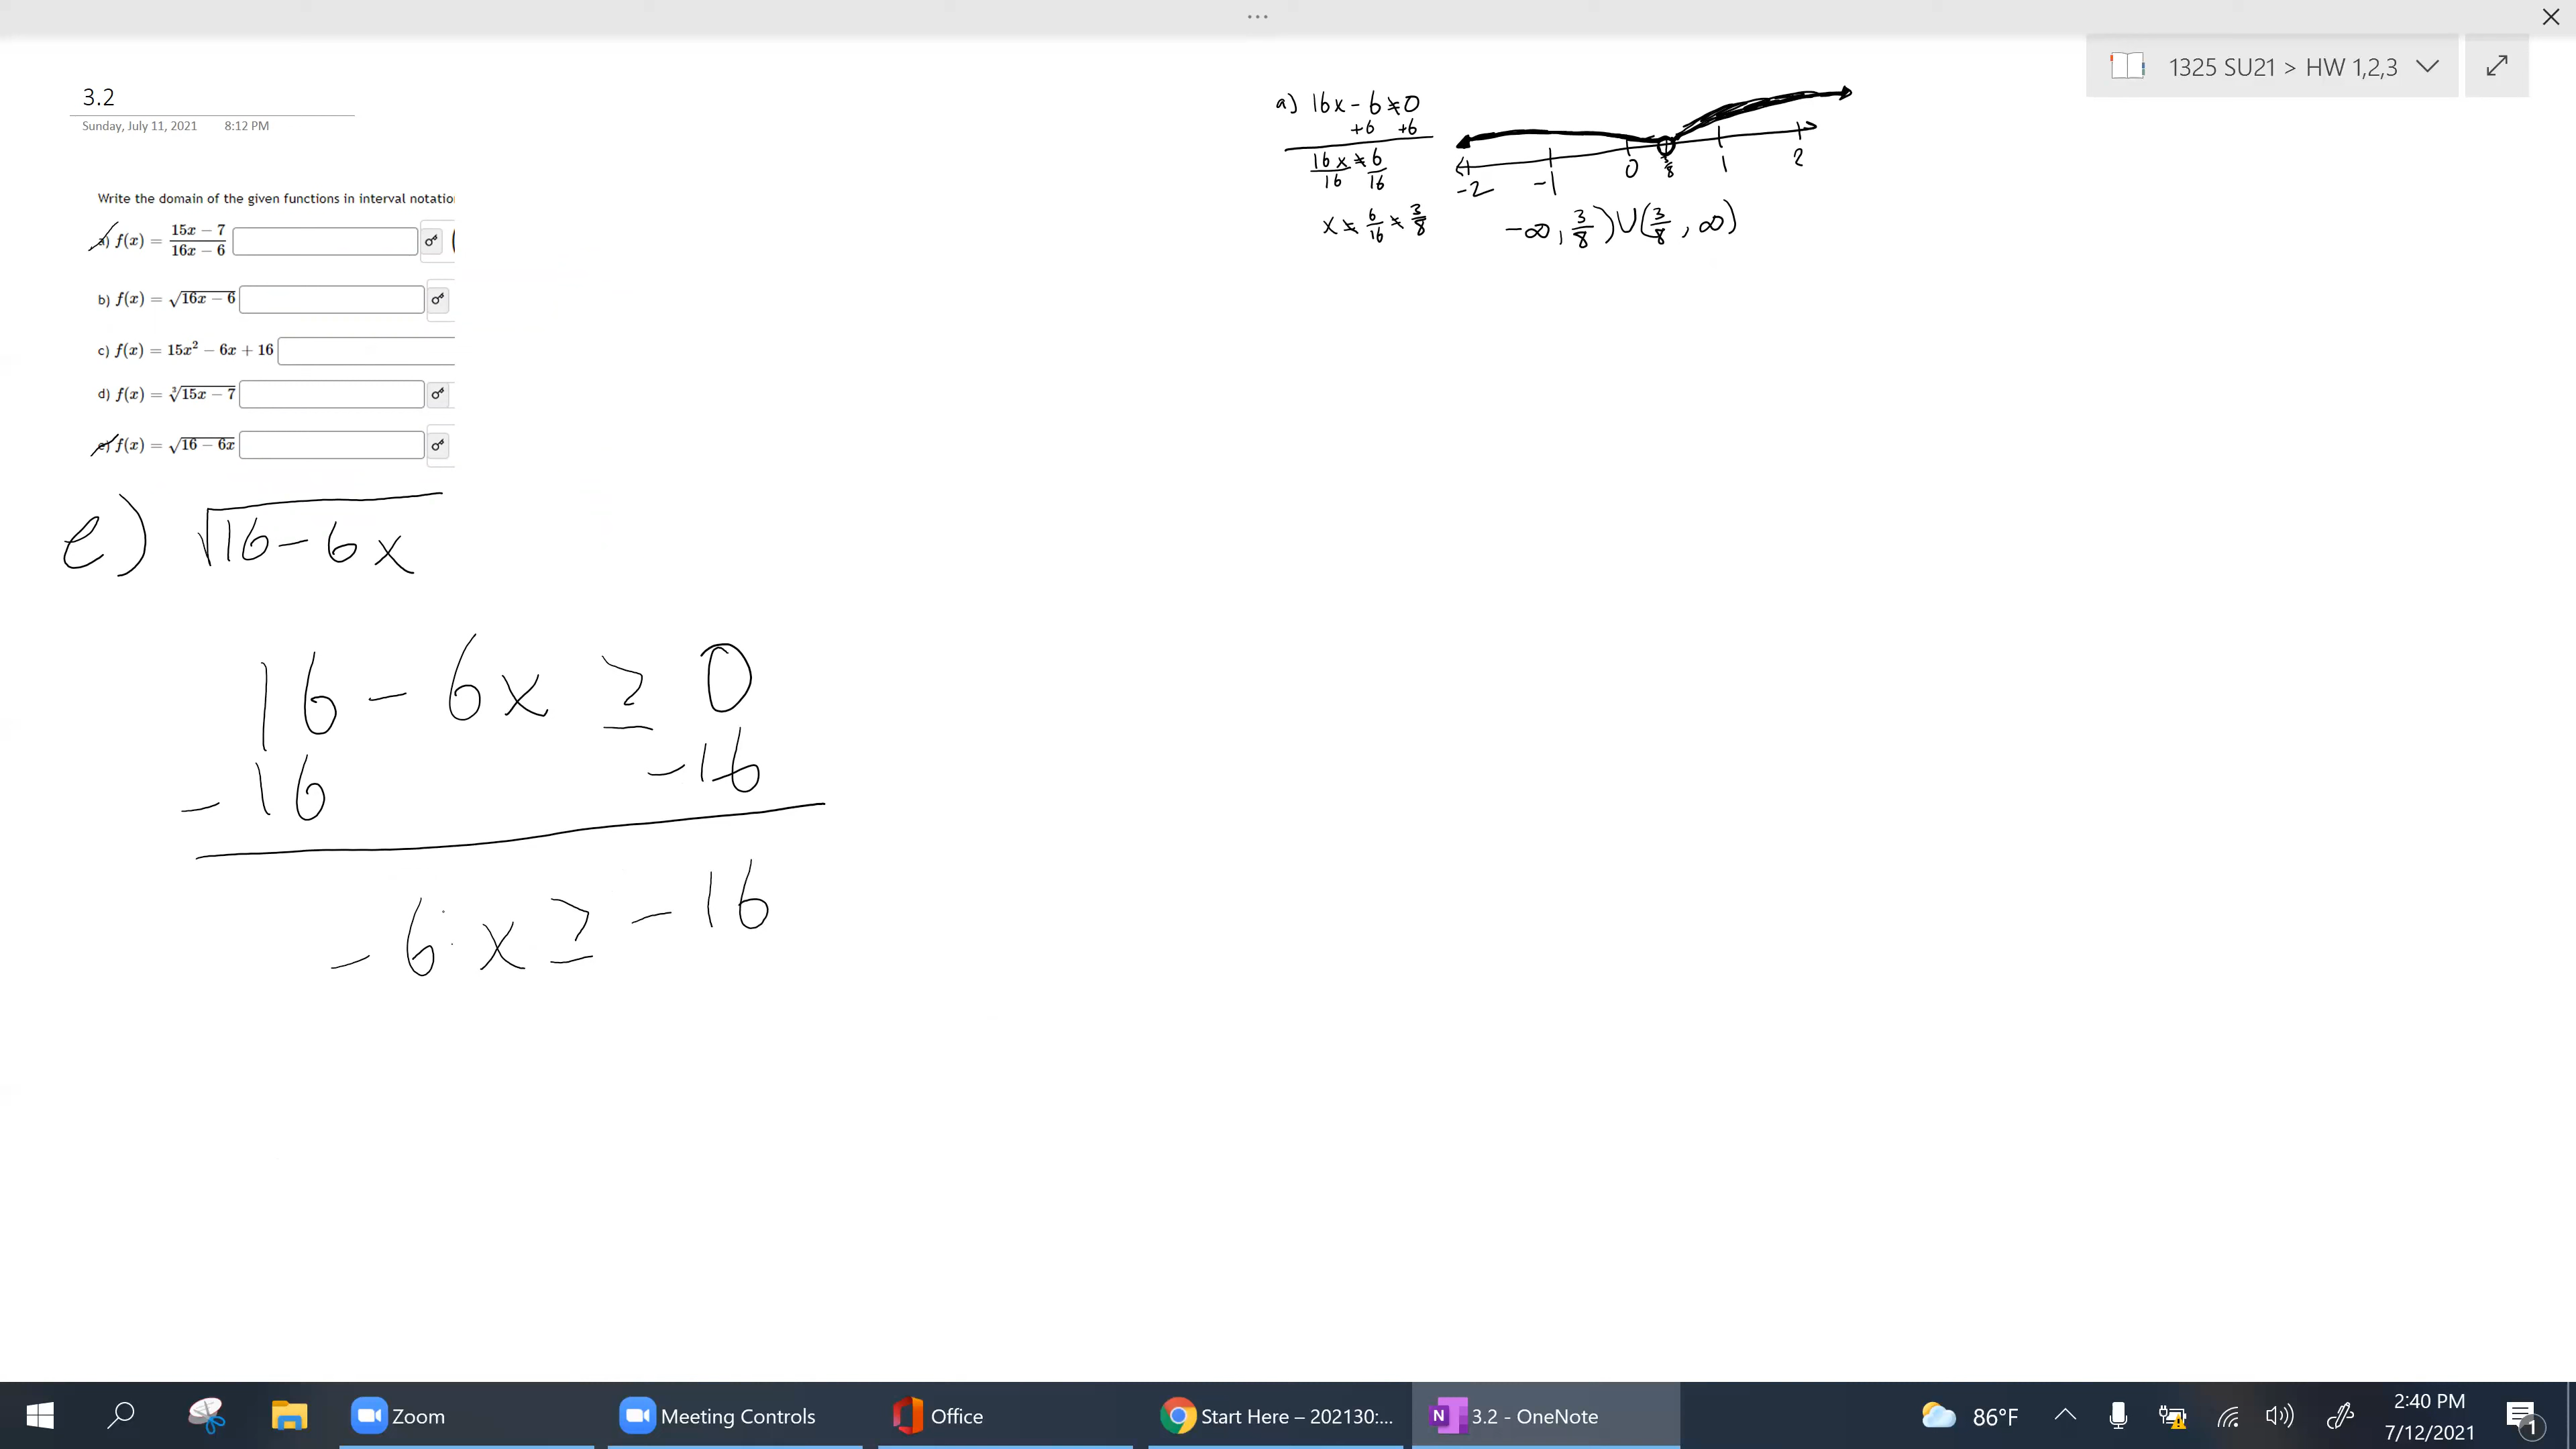 1325 SU21 > HW 1,2,3
3.2
Sunday, July 11, 2021 8:12 PM
Write the domain of the given functions in interval notatio
a) f(x) = (15x − 7)/(16x − 6)
b) f(x) = √(16x − 6)
c) f(x) = 15x² − 6x + 16
d) f(x) = ∛(15x − 7)
e) f(x) = √(16 − 6x)
a) 16x - 6 ≠ 0
+6 +6
16x/16 ≠ 6/16
x ≠ 6/16 ≠ 3/8
-2 -1 0 3/8 1 2
-∞, 3/8) ∪ (3/8, ∞)
e) √16-6x
16 - 6x ≥ 0
-16 -16
-6x ≥ -16
Zoom
Meeting Controls
Office
Start Here – 202130:...
N 3.2 - OneNote
86°F
2:40 PM
7/12/2021
1